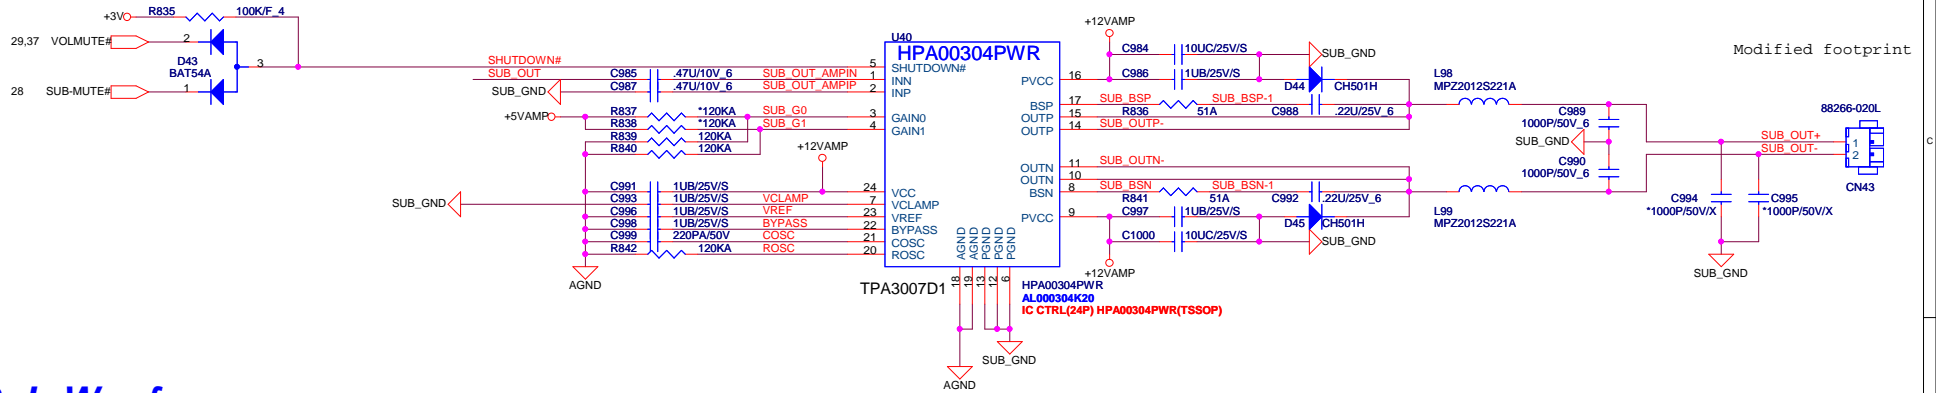 +3V
R835
100K/F_4
29,37 VOLMUTE#
2
D43
BAT54A
3
28 SUB-MUTE#
1
SHUTDOWN#
SUB_OUT
C985 .47U/10V_6 SUB_OUT_AMPIN
SUB_GND
C987 .47U/10V_6 SUB_OUT_AMPIP
+5VAMP
R837 *120KA SUB_G0
R838 *120KA SUB_G1
R839 120KA
R840 120KA
+12VAMP
SUB_GND
C991 1UB/25V/S
C993 1UB/25V/S VCLAMP
C996 1UB/25V/S VREF
C998 1UB/25V/S BYPASS
C999 220PA/50V COSC
R842 120KA ROSC
AGND
U40
HPA00304PWR
5 SHUTDOWN#
1 INN
2 INP
3 GAIN0
4 GAIN1
24 VCC
7 VCLAMP
23 VREF
22 BYPASS
21 COSC
20 ROSC
PVCC 16
BSP 17
OUTP 15
OUTP 14
OUTN 11
OUTN 10
BSN 8
PVCC 9
AGND AGND PGND PGND PGND
18 19 13 12 6
TPA3007D1
HPA00304PWR
AL000304K20
IC CTRL(24P) HPA00304PWR(TSSOP)
SUB_GND
AGND
+12VAMP
C984 10UC/25V/S
SUB_GND
C986 1UB/25V/S
D44 CH501H
SUB_BSP
R836 51A
SUB_BSP-1
C988 .22U/25V_6
SUB_OUTP-
SUB_OUTN-
SUB_BSN
R841 51A
SUB_BSN-1
C992 .22U/25V_6
C997 1UB/25V/S
D45 CH501H
C1000 10UC/25V/S
SUB_GND
+12VAMP
L98
MPZ2012S221A
L99
MPZ2012S221A
C989
1000P/50V_6
SUB_GND
C990
1000P/50V_6
Modified footprint
88266-020L
SUB_OUT+
1
SUB_OUT-
2
CN43
C994
*1000P/50V/X
C995
*1000P/50V/X
SUB_GND
C